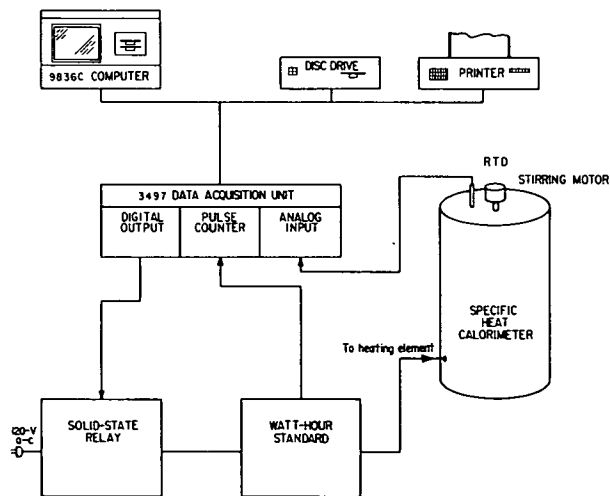 9836C COMPUTER
DISC DRIVE
PRINTER
RTD
STIRRING MOTOR
3497 DATA ACQUISITION UNIT
DIGITAL
OUTPUT
PULSE
COUNTER
ANALOG
INPUT
SPECIFIC
HEAT
CALORIMETER
To heating element
120-V
a-c
SOLID-STATE
RELAY
WATT-HOUR
STANDARD